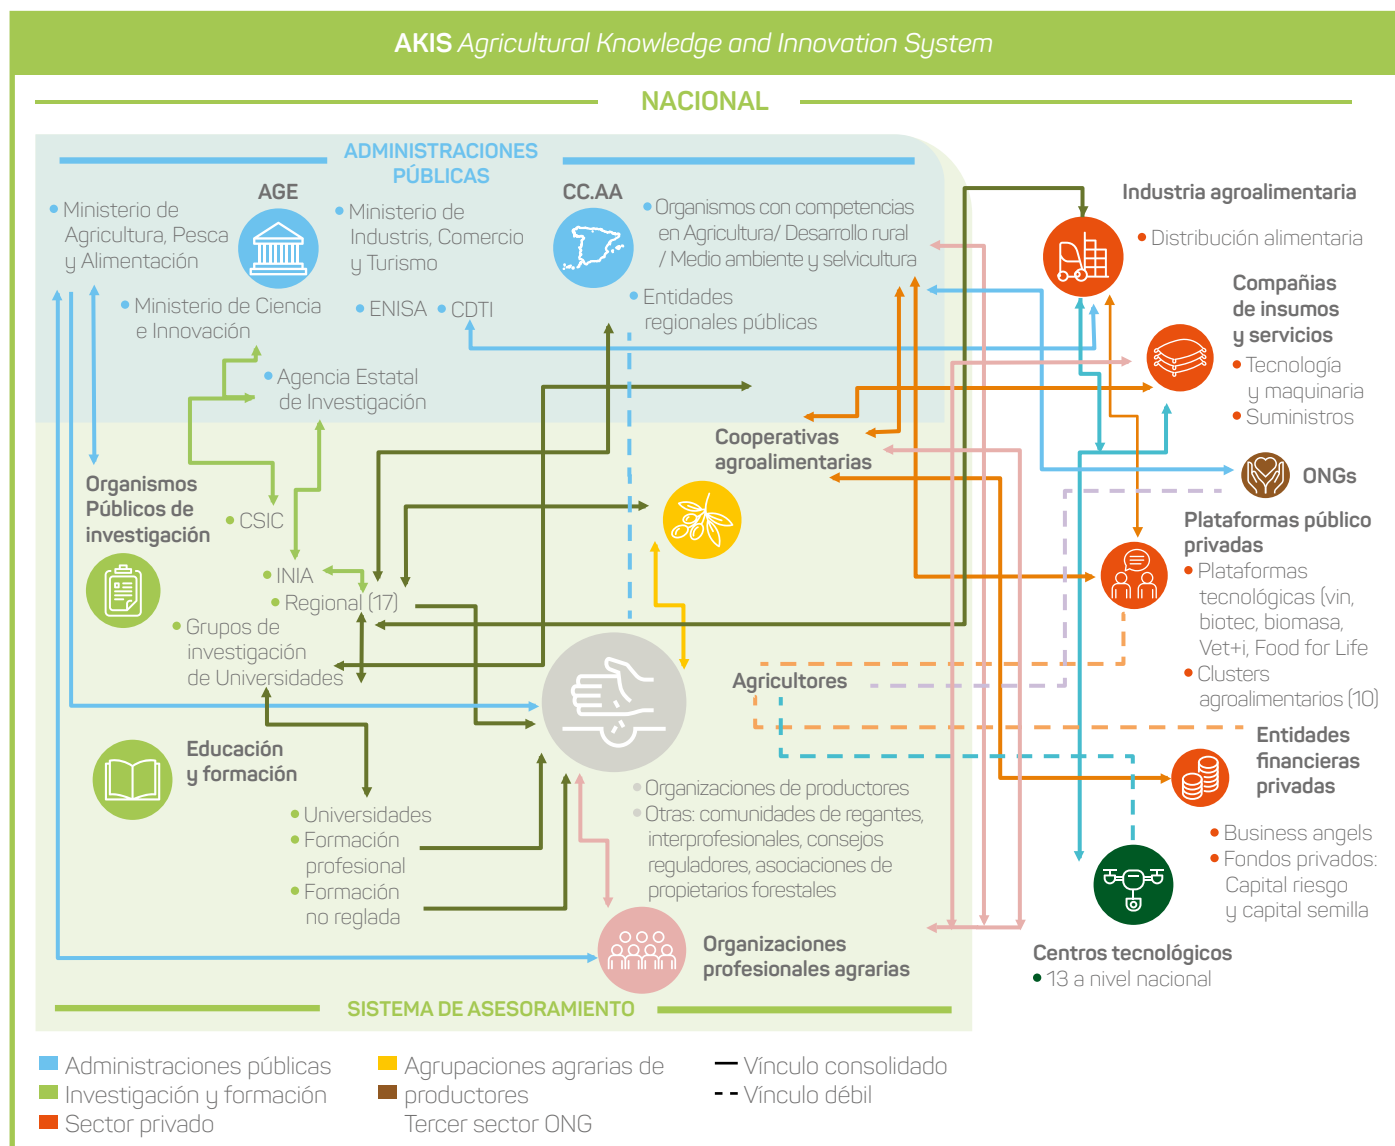 AKIS Agricultural Knowledge and Innovation System
NACIONAL
ADMINISTRACIONES
PÚBLICAS
AGE
CC.AA
Ministerio de
Agricultura, Pesca
y Alimentación
Ministerio de
Industris, Comercio
y Turismo
Organismos con competencias
en Agricultura/ Desarrollo rural
/ Medio ambiente y selvicultura
Ministerio de Ciencia
e Innovación
ENISA
CDTI
Entidades
regionales públicas
Agencia Estatal
de Investigación
Industria agroalimentaria
Distribución alimentaria
Compañias
de insumos
y servicios
Tecnología
y maquinaria
Suministros
Cooperativas
agroalimentarias
ONGs
Organismos
Públicos de
investigación
CSIC
INIA
Regional (17)
Grupos de
investigación
de Universidades
Plataformas público
privadas
Plataformas
tecnológicas (vin,
biotec, biomasa,
Vet+i, Food for Life
Clusters
agroalimentarios (10)
Agricultores
Educación
y formación
Universidades
Formación
profesional
Formación
no reglada
Organizaciones de productores
Otras: comunidades de regantes,
interprofesionales, consejos
reguladores, asociaciones de
propietarios forestales
Entidades
financieras
privadas
Business angels
Fondos privados:
Capital riesgo
y capital semilla
Organizaciones
profesionales agrarias
Centros tecnológicos
13 a nivel nacional
SISTEMA DE ASESORAMIENTO
Administraciones públicas
Investigación y formación
Sector privado
Agrupaciones agrarias de
productores
Tercer sector ONG
Vínculo consolidado
Vínculo débil